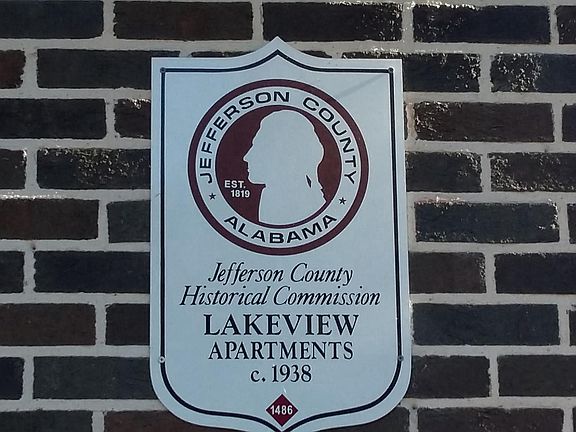 JEFFERSON COUNTY
EST.
1819
ALABAMA
Jefferson County
Historical Commission
LAKEVIEW
APARTMENTS
c. 1938
1486